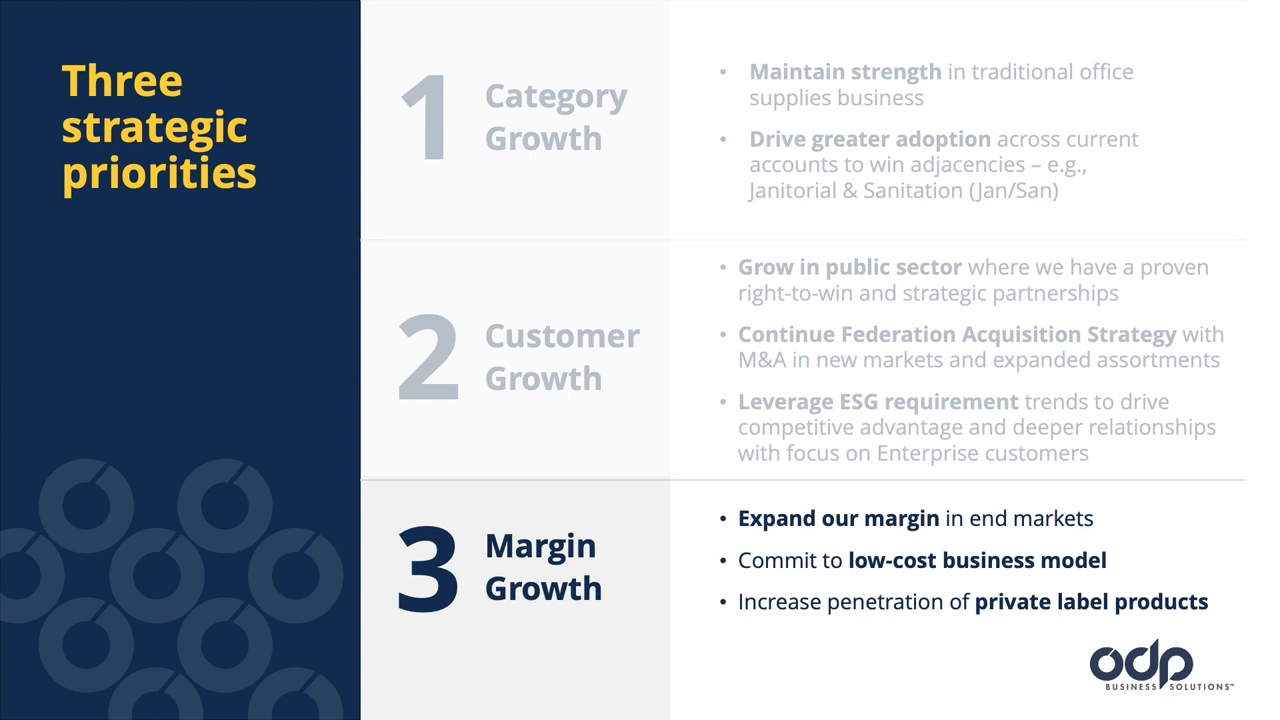 Three
strategic
priorities
1
Category
Growth
• Maintain strength in traditional office
supplies business
• Drive greater adoption across current
accounts to win adjacencies – e.g.,
Janitorial & Sanitation (Jan/San)
2
Customer
Growth
• Grow in public sector where we have a proven
right-to-win and strategic partnerships
• Continue Federation Acquisition Strategy with
M&A in new markets and expanded assortments
• Leverage ESG requirement trends to drive
competitive advantage and deeper relationships
with focus on Enterprise customers
3
Margin
Growth
• Expand our margin in end markets
• Commit to low-cost business model
• Increase penetration of private label products
odp
BUSINESS SOLUTIONS™